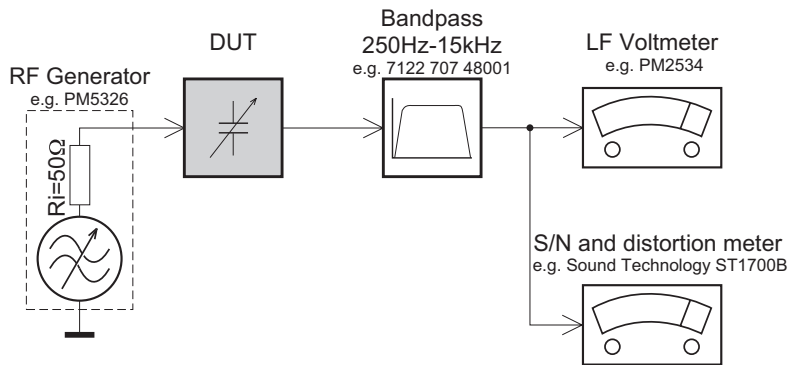 RF Generator
e.g. PM5326
Ri=50Ω
DUT
Bandpass
250Hz-15kHz
e.g. 7122 707 48001
LF Voltmeter
e.g. PM2534
S/N and distortion meter
e.g. Sound Technology ST1700B